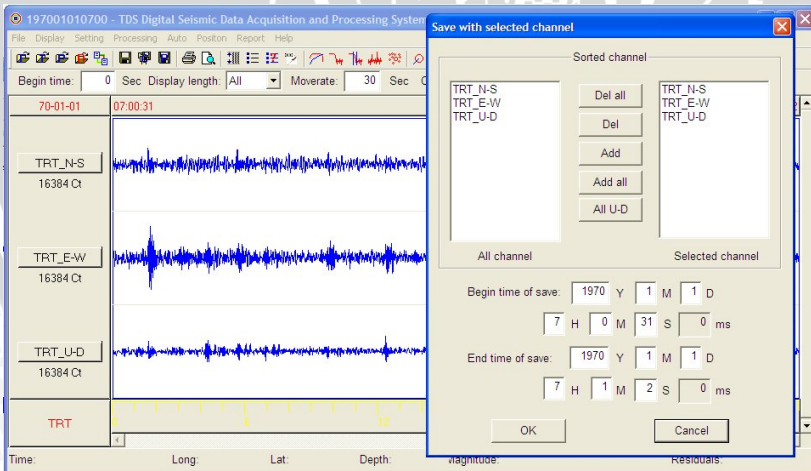 197001010700 - TDS Digital Seismic Data Acquisition and Processing System
File Display Setting Processing Auto Positon Report Help
Begin time: 0 Sec Display length: All Moverate: 30 Sec
70-01-01 07:00:31
TRT_N-S
16384 Ct
TRT_E-W
16384 Ct
TRT_U-D
16384 Ct
TRT
Time: Long: Lat: Depth: Magnitude: Residuals:
Save with selected channel
Sorted channel
TRT_N-S
TRT_E-W
TRT_U-D
Del all
Del
Add
Add all
All U-D
TRT_N-S
TRT_E-W
TRT_U-D
All channel Selected channel
Begin time of save: 1970 Y 1 M 1 D
7 H 0 M 31 S 0 ms
End time of save: 1970 Y 1 M 1 D
7 H 1 M 2 S 0 ms
OK Cancel